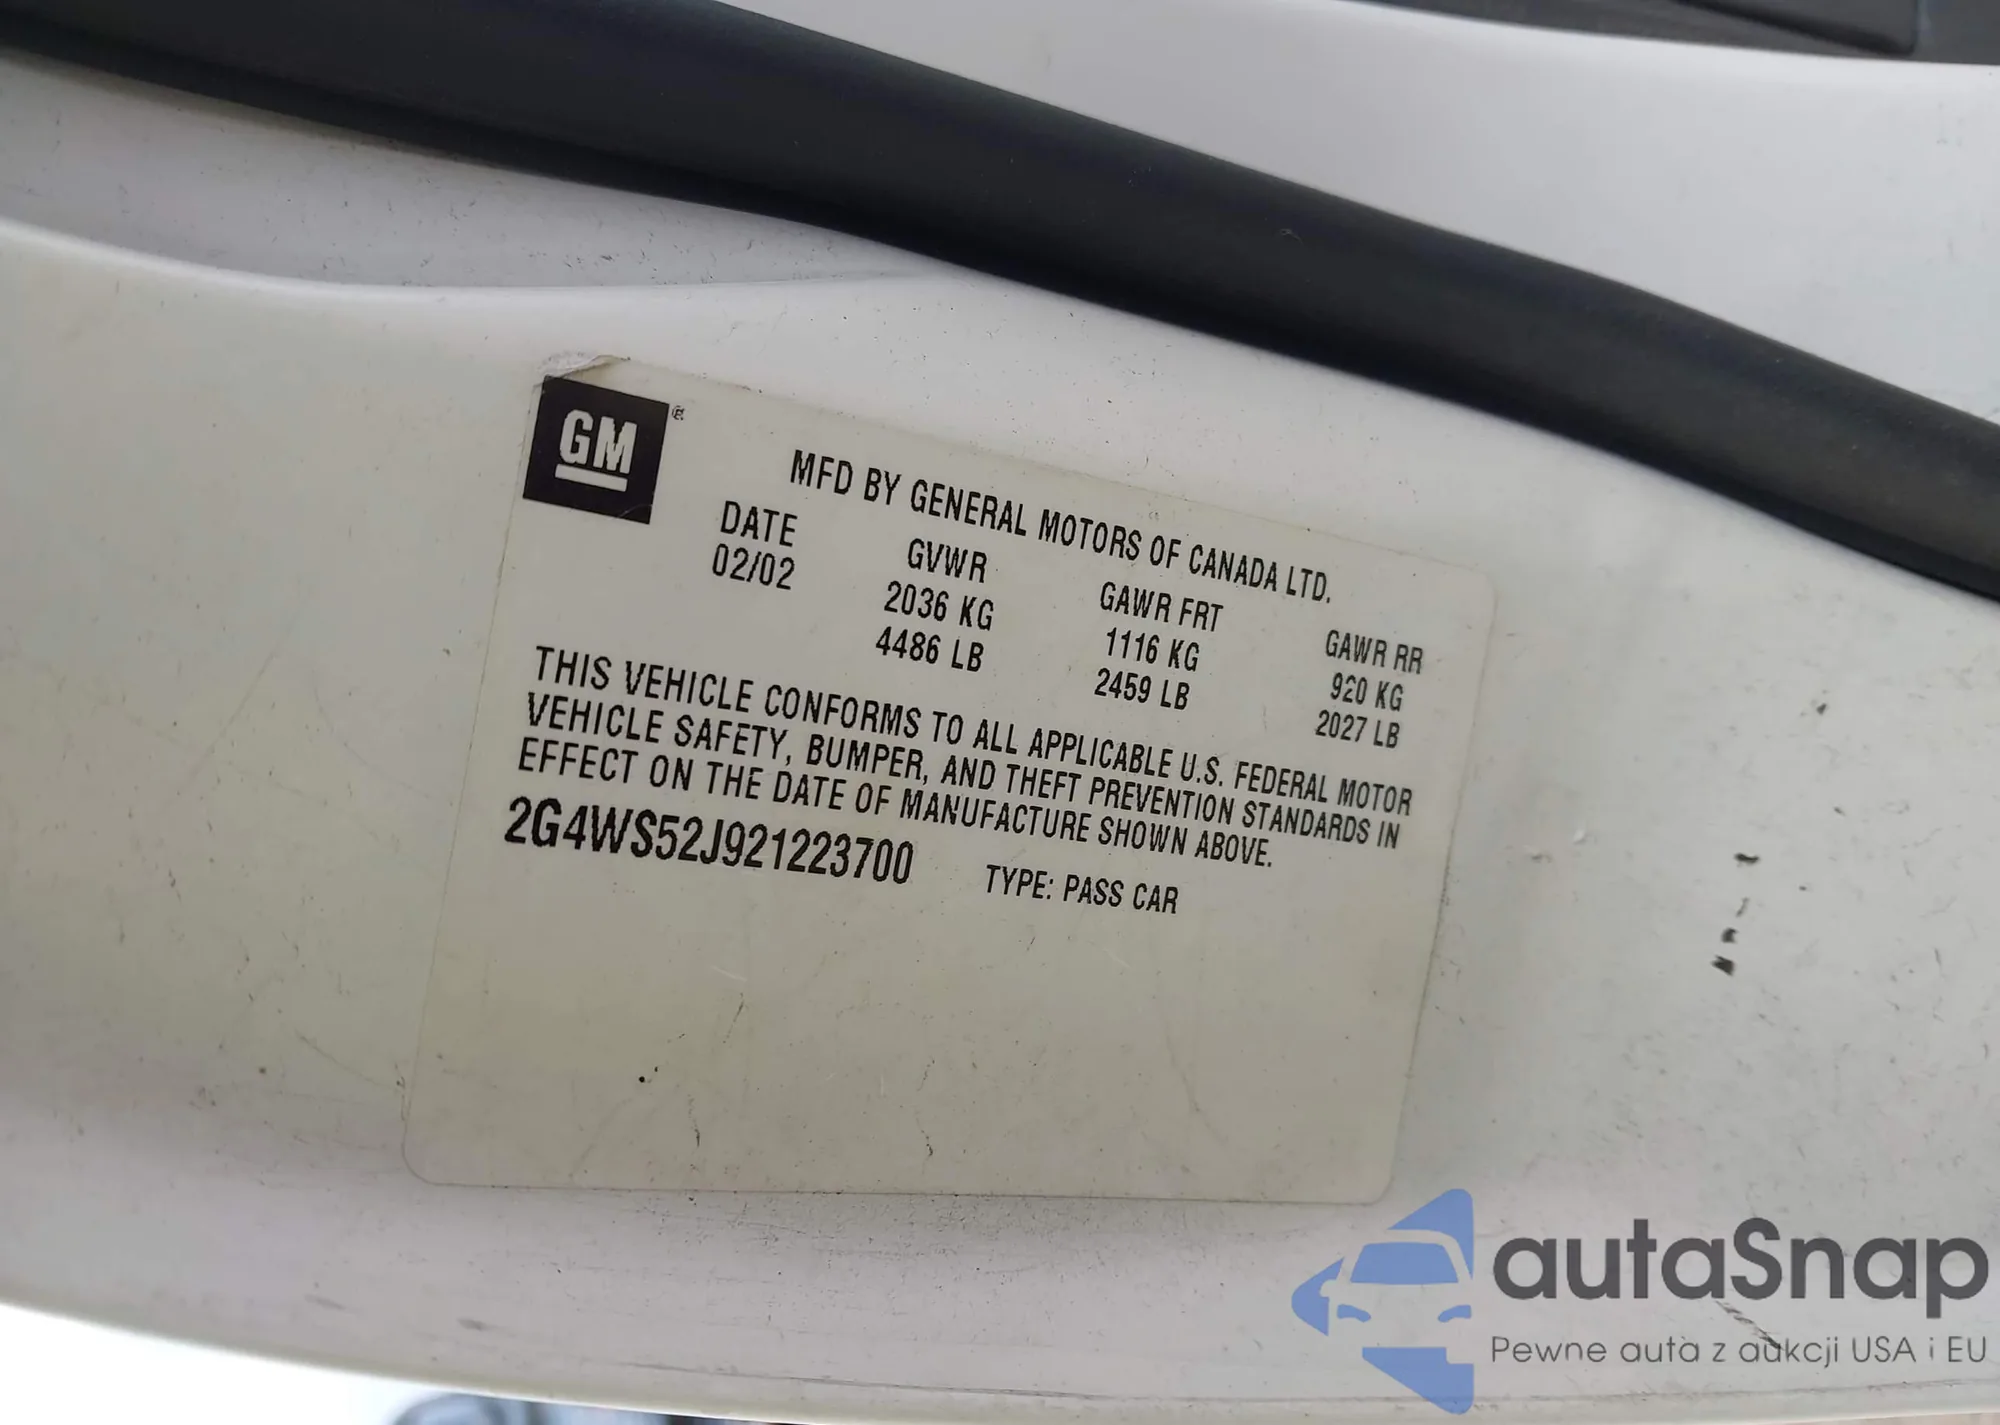 GM ®
MFD BY GENERAL MOTORS OF CANADA LTD.
DATE GVWR GAWR FRT GAWR RR
02/02 2036 KG 1116 KG 920 KG
4486 LB 2459 LB 2027 LB
THIS VEHICLE CONFORMS TO ALL APPLICABLE U.S. FEDERAL MOTOR
VEHICLE SAFETY, BUMPER, AND THEFT PREVENTION STANDARDS IN
EFFECT ON THE DATE OF MANUFACTURE SHOWN ABOVE.
2G4WS52J921223700 TYPE: PASS CAR
autaSnap
Pewne auta z aukcji USA i EU